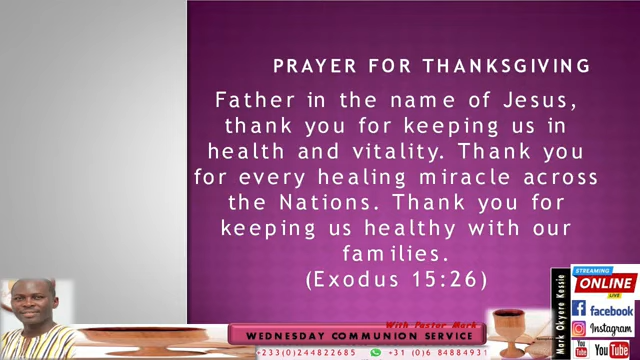 PRAYER FOR THANKSGIVING
Father in the name of Jesus,
thank you for keeping us in
health and vitality. Thank you
for every healing miracle across
the Nations. Thank you for
keeping us healthy with our
families.
(Exodus 15:26)
With Pastor Mark
WEDNESDAY COMMUNION SERVICE
+233(0)244822685 +31 (0)6 84884931
Mark Okyere Kessie
STREAMING
ONLINE
LIVE
facebook
Instagram
You Tube
YouTube